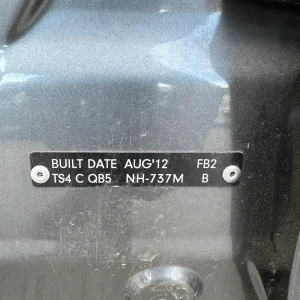 BUILT DATE AUG'12 FB2
TS4 C QB5 NH-737M B